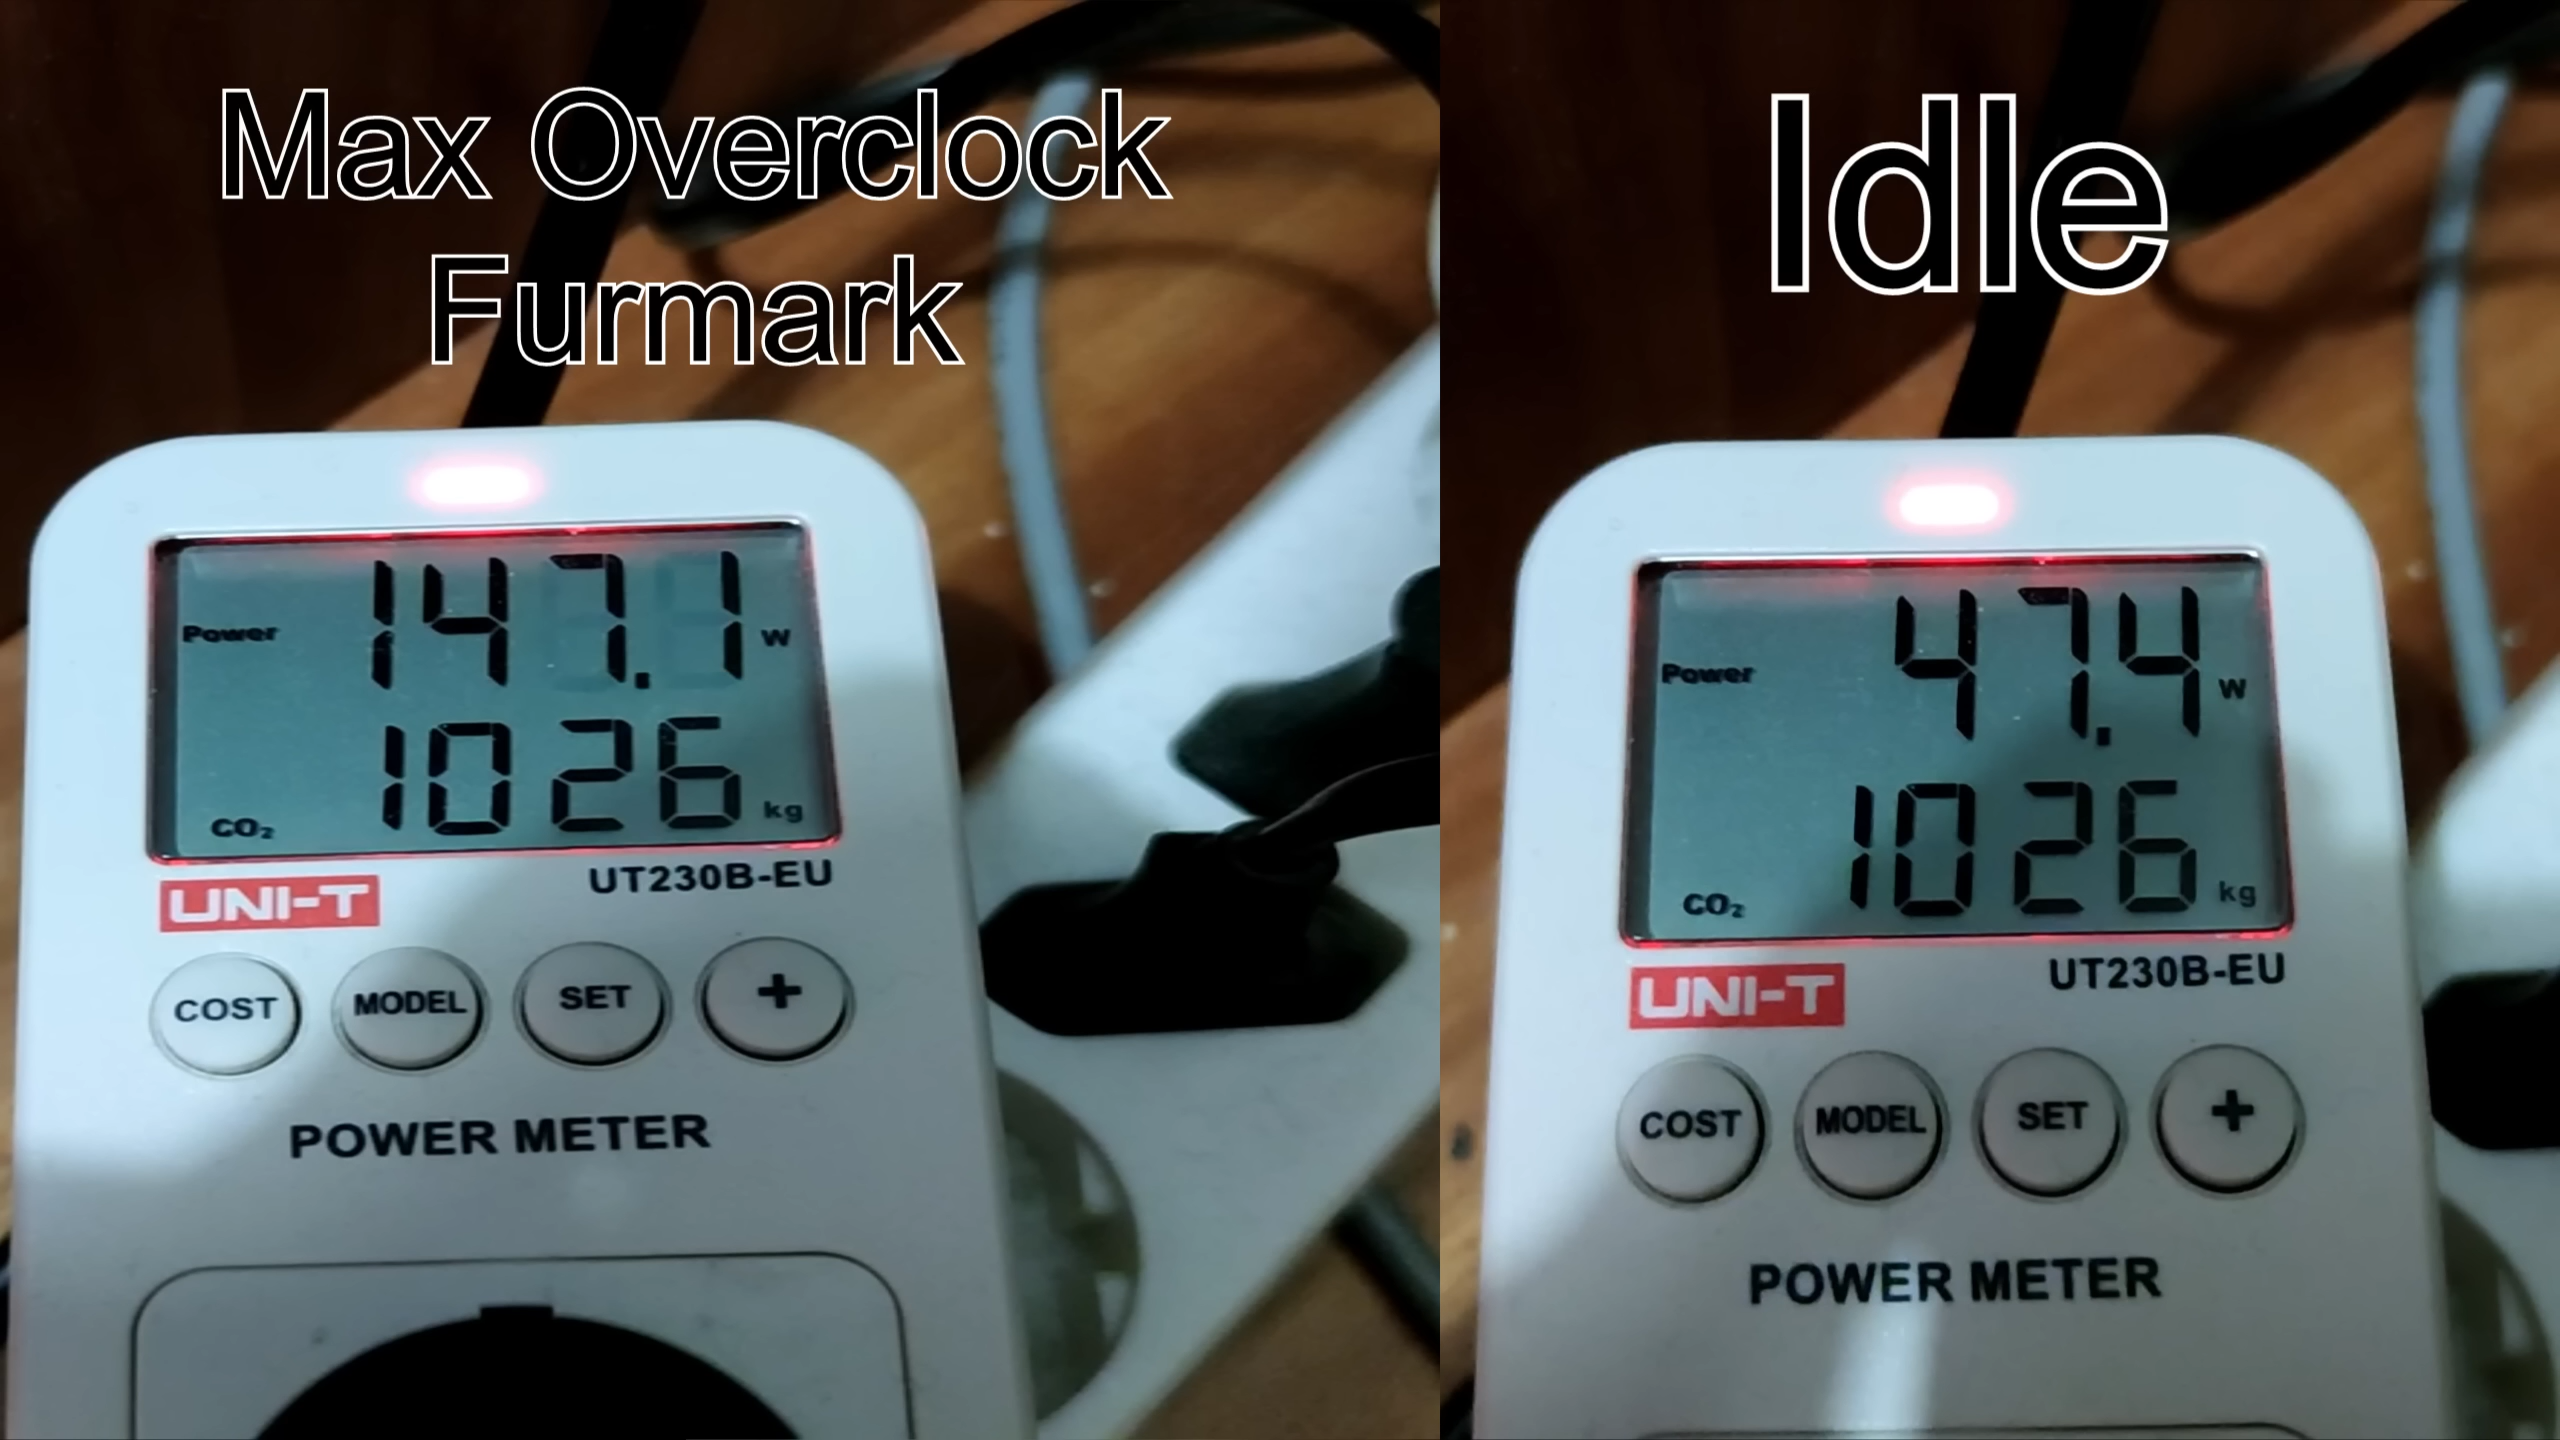 Max Overclock
Furmark
Power 147.1 W
CO₂ 1026 kg
UNI-T UT230B-EU
COST MODEL SET +
POWER METER
Idle
Power 47.4 W
CO₂ 1026 kg
UNI-T UT230B-EU
COST MODEL SET +
POWER METER